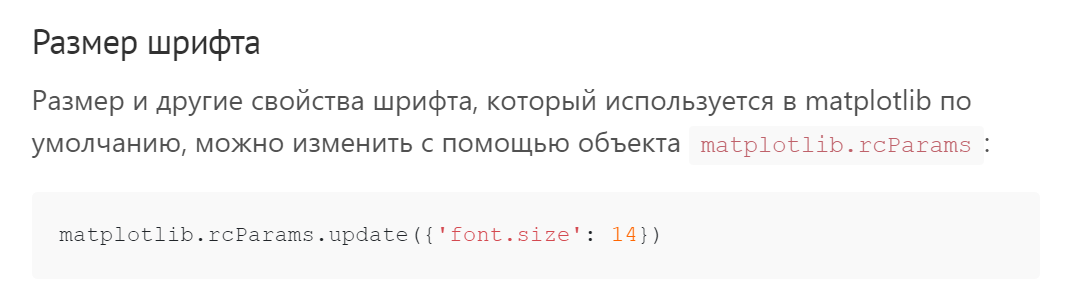 Размер шрифта
Размер и другие свойства шрифта, который используется в matplotlib по
умолчанию, можно изменить с помощью объекта matplotlib.rcParams:
matplotlib.rcParams.update({'font.size': 14})